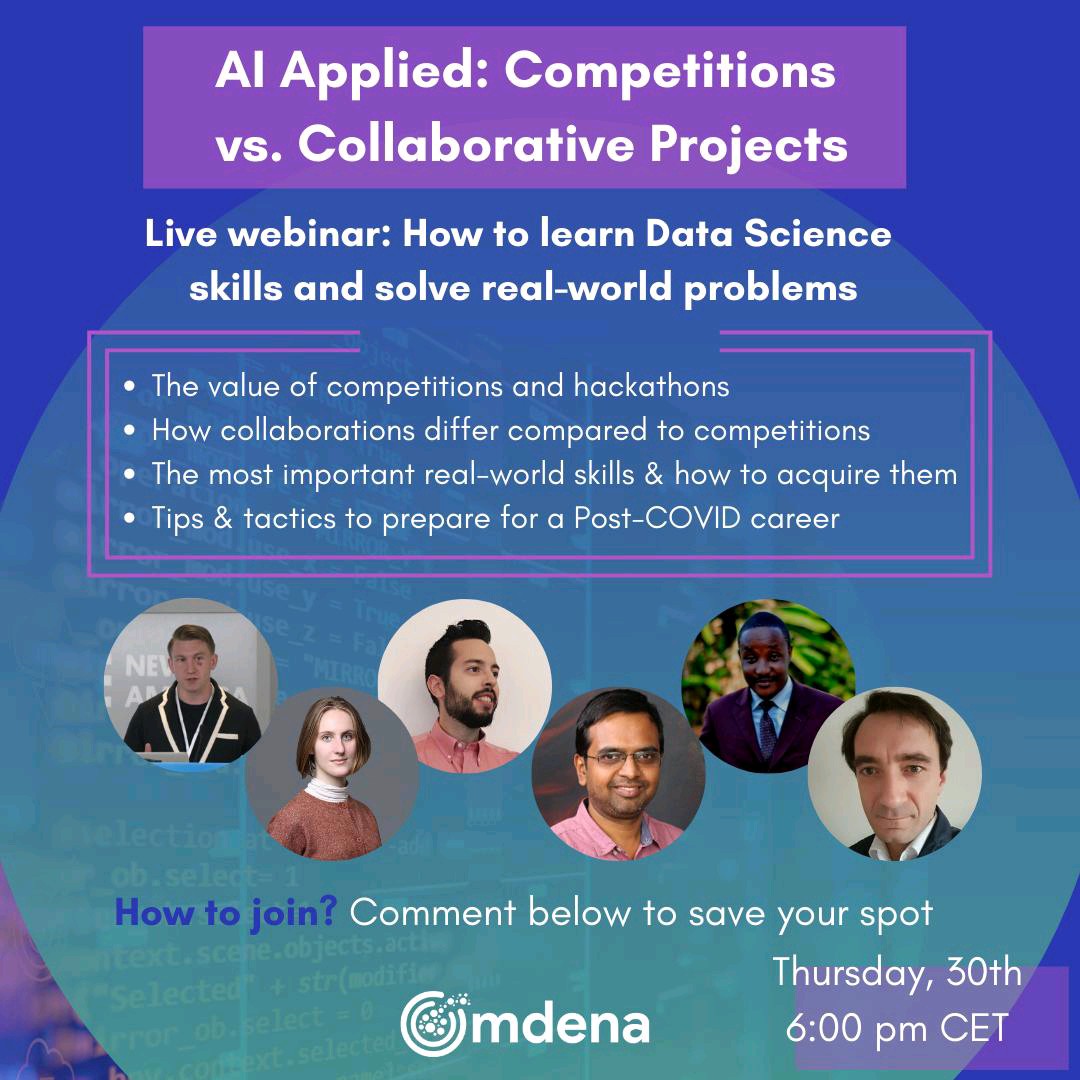 AI Applied: Competitions
vs. Collaborative Projects
Live webinar: How to learn Data Science
skills and solve real-world problems
• The value of competitions and hackathons
• How collaborations differ compared to competitions
• The most important real-world skills & how to acquire them
• Tips & tactics to prepare for a Post-COVID career
NEW
AMERICA
How to join? Comment below to save your spot
Thursday, 30th
6:00 pm CET
Omdena